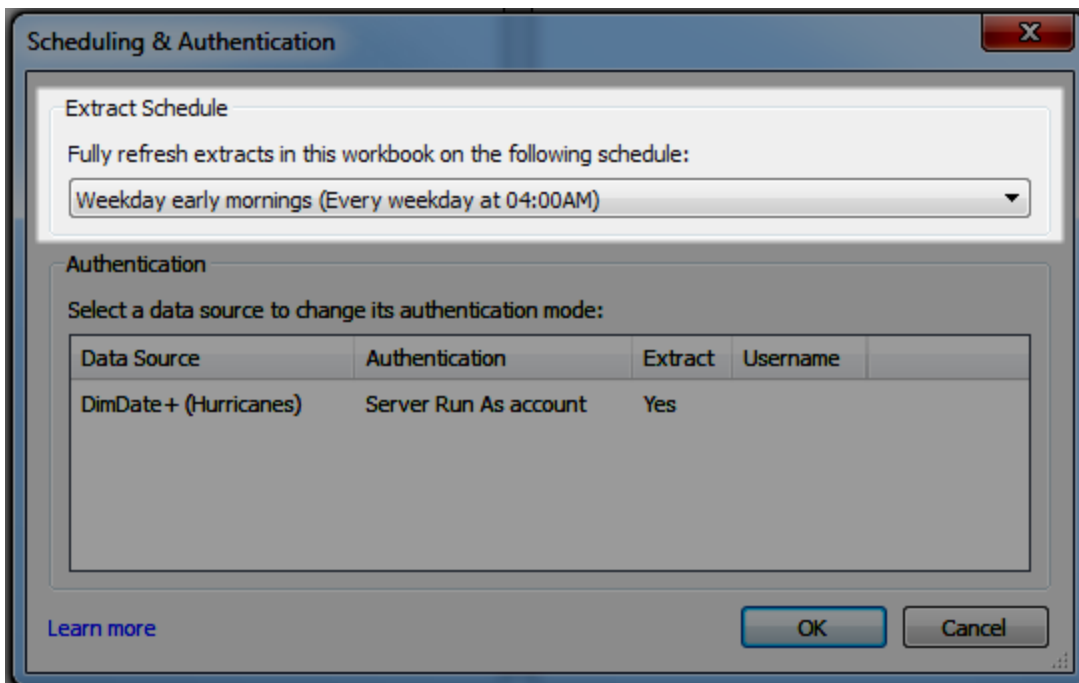 Scheduling & Authentication
Extract Schedule
Fully refresh extracts in this workbook on the following schedule:
Weekday early mornings (Every weekday at 04:00AM)
Authentication
Select a data source to change its authentication mode:
Data Source Authentication Extract Username
DimDate+ (Hurricanes) Server Run As account Yes
Learn more OK Cancel